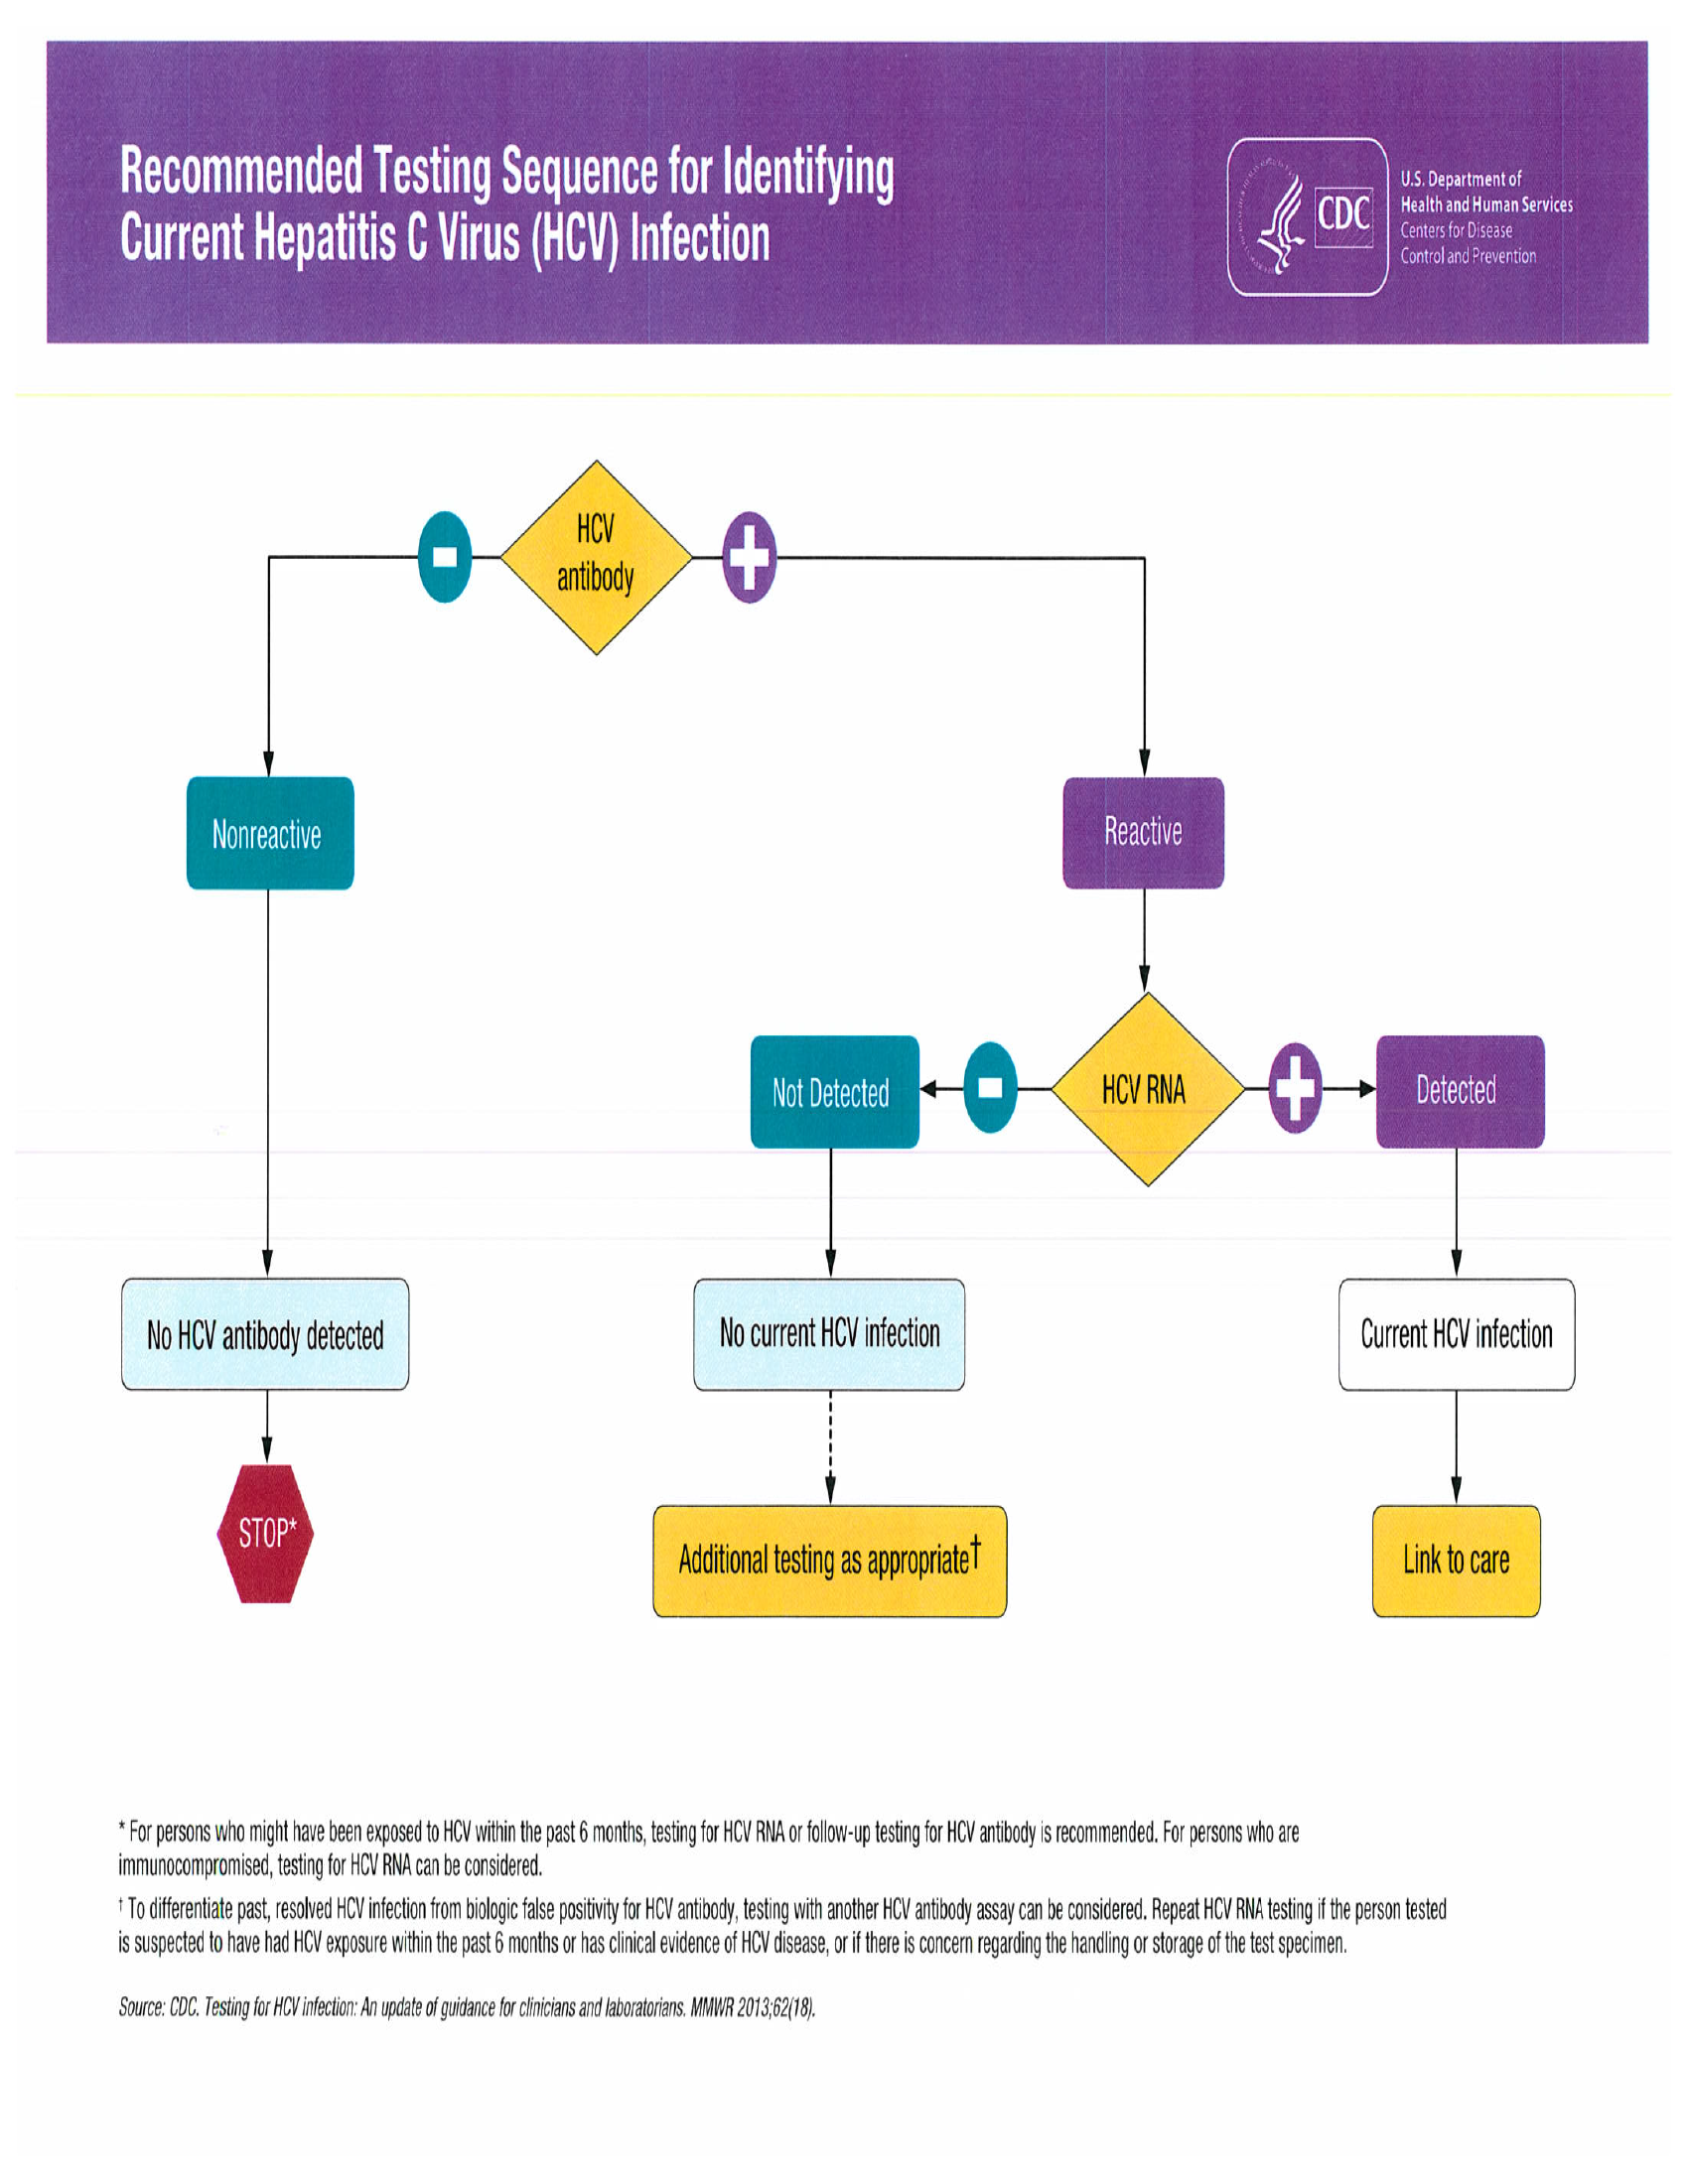 Recommended Testing Sequence for Identifying
Current Hepatitis C Virus (HCV) Infection
CDC
U.S. Department of
Health and Human Services
Centers for Disease
Control and Prevention
HCV
antibody
Nonreactive
Reactive
Not Detected
HCV RNA
Detected
No HCV antibody detected
No current HCV infection
Current HCV infection
STOP*
Additional testing as appropriate†
Link to care
* For persons who might have been exposed to HCV within the past 6 months, testing for HCV RNA or follow-up testing for HCV antibody is recommended. For persons who are
immunocompromised, testing for HCV RNA can be considered.
† To differentiate past, resolved HCV infection from biologic false positivity for HCV antibody, testing with another HCV antibody assay can be considered. Repeat HCV RNA testing if the person tested
is suspected to have had HCV exposure within the past 6 months or has clinical evidence of HCV disease, or if there is concern regarding the handling or storage of the test specimen.
Source: CDC. Testing for HCV infection: An update of guidance for clinicians and laboratorians. MMWR 2013;62(18).